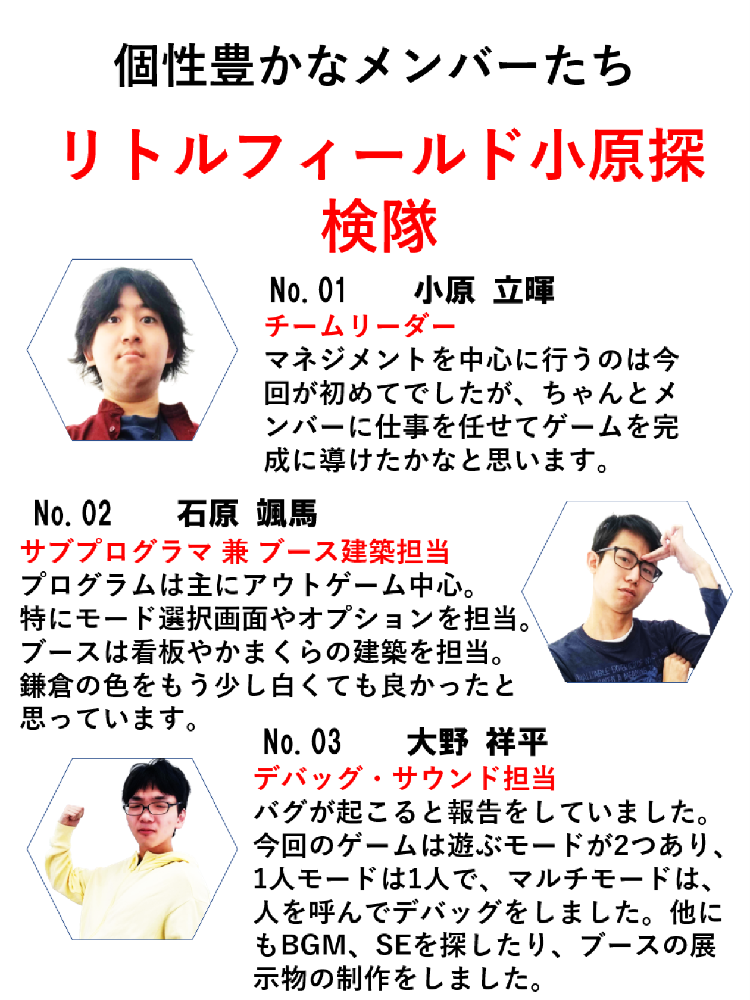 個性豊かなメンバーたち
リトルフィールド小原探
検隊
No.01 小原 立暉
チームリーダー
マネジメントを中心に行うのは今
回が初めてでしたが、ちゃんとメ
ンバーに仕事を任せてゲームを完
成に導けたかなと思います。
No.02 石原 颯馬
サブプログラマ 兼 ブース建築担当
プログラムは主にアウトゲーム中心。
特にモード選択画面やオプションを担当。
ブースは看板やかまくらの建築を担当。
鎌倉の色をもう少し白くても良かったと
思っています。
No.03 大野 祥平
デバッグ・サウンド担当
バグが起こると報告をしていました。
今回のゲームは遊ぶモードが2つあり、
1人モードは1人で、マルチモードは、
人を呼んでデバッグをしました。他に
もBGM、SEを探したり、ブースの展
示物の制作をしました。